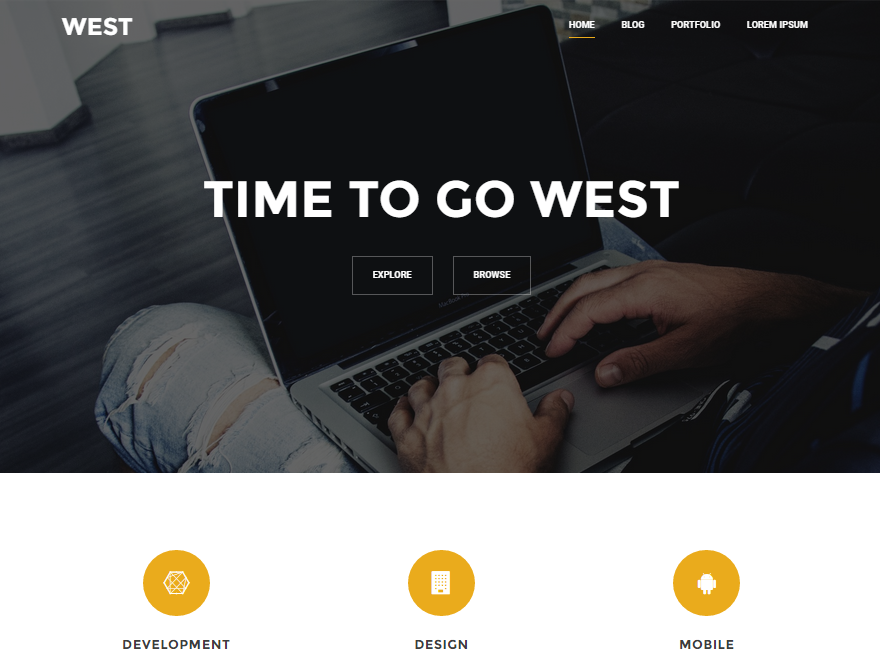 WEST
HOME BLOG PORTFOLIO LOREM IPSUM
TIME TO GO WEST
EXPLORE BROWSE
DEVELOPMENT DESIGN MOBILE